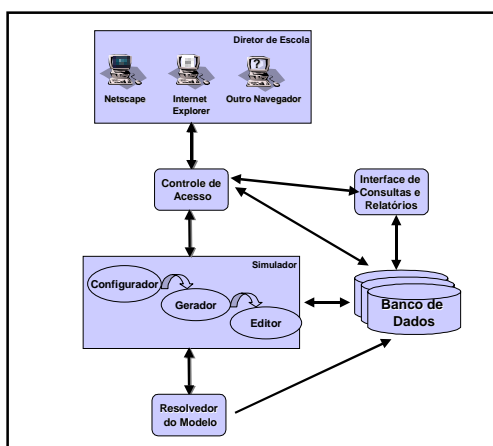 Diretor de Escola
?
Netscape
Internet
Explorer
Outro Navegador
Controle de
Acesso
Interface de
Consultas e
Relatórios
Simulador
Configurador
Gerador
Editor
Banco de
Dados
Resolvedor
do Modelo